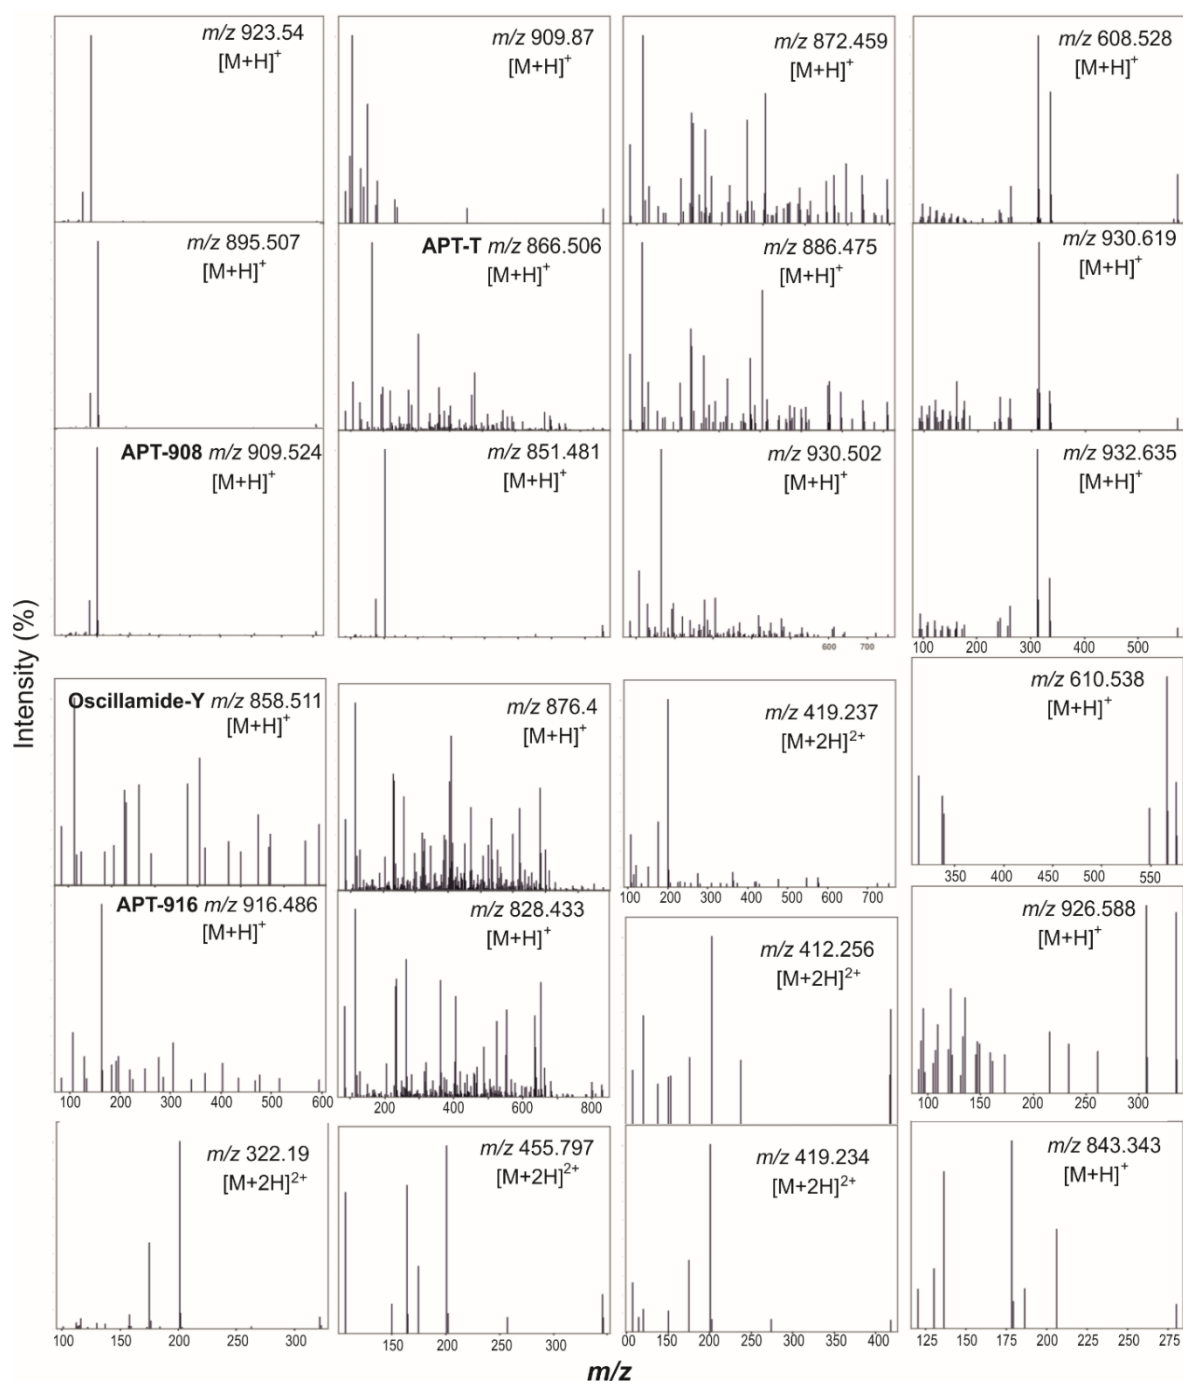 m/z 923.54
[M+H]+
m/z 909.87
[M+H]+
m/z 872.459
[M+H]+
m/z 608.528
[M+H]+
m/z 895.507
[M+H]+
APT-T m/z 866.506
[M+H]+
m/z 886.475
[M+H]+
m/z 930.619
[M+H]+
APT-908 m/z 909.524
[M+H]+
m/z 851.481
[M+H]+
m/z 930.502
[M+H]+
600 700
m/z 932.635
[M+H]+
100 200 300 400 500
Intensity (%)
Oscillamide-Y m/z 858.511
[M+H]+
m/z 876.4
[M+H]+
m/z 419.237
[M+2H]2+
100 200 300 400 500 600 700
m/z 610.538
[M+H]+
350 400 450 500 550
APT-916 m/z 916.486
[M+H]+
100 200 300 400 500 600
m/z 828.433
[M+H]+
200 400 600 800
m/z 412.256
[M+2H]2+
m/z 926.588
[M+H]+
100 150 200 250 300
m/z 322.19
[M+2H]2+
100 150 200 250 300
m/z 455.797
[M+2H]2+
150 200 250 300
m/z 419.234
[M+2H]2+
00 150 200 250 300 350 400
m/z 843.343
[M+H]+
125 150 175 200 225 250 275
m/z